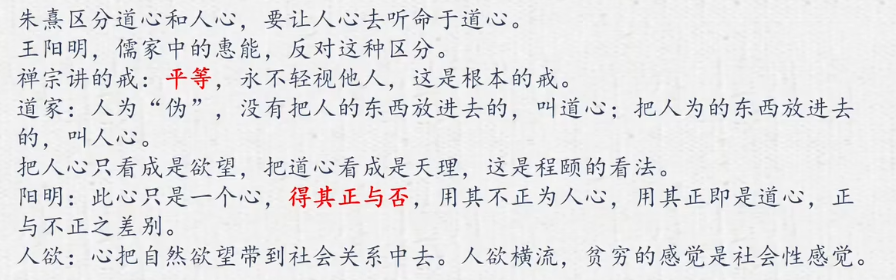 朱熹区分道心和人心，要让人心去听命于道心。
王阳明，儒家中的惠能，反对这种区分。
禅宗讲的戒：平等，永不轻视他人，这是根本的戒。
道家：人为“伪”，没有把人的东西放进去的，叫道心；把人为的东西放进去
的，叫人心。
把人心只看成是欲望，把道心看成是天理，这是程颐的看法。
阳明：此心只是一个心，得其正与否，用其不正为人心，用其正即是道心，正
与不正之差别。
人欲：心把自然欲望带到社会关系中去。人欲横流，贫穷的感觉是社会性感觉。